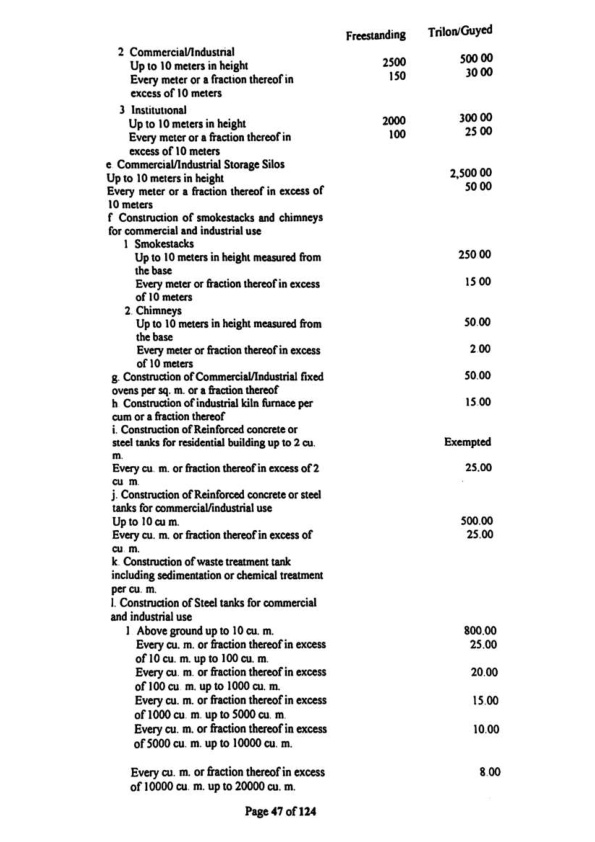 Freestanding Trilon/Guyed
2 Commercial/Industrial
Up to 10 meters in height 2500 500 00
Every meter or a fraction thereof in 150 30 00
excess of 10 meters
3 Institutional
Up to 10 meters in height 2000 300 00
Every meter or a fraction thereof in 100 25 00
excess of 10 meters
e Commercial/Industrial Storage Silos
Up to 10 meters in height 2,500 00
Every meter or a fraction thereof in excess of 50 00
10 meters
f Construction of smokestacks and chimneys
for commercial and industrial use
1 Smokestacks
Up to 10 meters in height measured from 250 00
the base
Every meter or fraction thereof in excess 15 00
of 10 meters
2. Chimneys
Up to 10 meters in height measured from 50.00
the base
Every meter or fraction thereof in excess 2 00
of 10 meters
g. Construction of Commercial/Industrial fixed 50.00
ovens per sq. m. or a fraction thereof
h Construction of industrial kiln furnace per 15.00
cum or a fraction thereof
i. Construction of Reinforced concrete or
steel tanks for residential building up to 2 cu. Exempted
m.
Every cu. m. or fraction thereof in excess of 2 25.00
cu m.
j. Construction of Reinforced concrete or steel
tanks for commercial/industrial use
Up to 10 cu m. 500.00
Every cu. m. or fraction thereof in excess of 25.00
cu. m.
k. Construction of waste treatment tank
including sedimentation or chemical treatment
per cu. m.
l. Construction of Steel tanks for commercial
and industrial use
1 Above ground up to 10 cu. m. 800.00
Every cu. m. or fraction thereof in excess 25.00
of 10 cu. m. up to 100 cu. m.
Every cu. m. or fraction thereof in excess 20.00
of 100 cu. m. up to 1000 cu. m.
Every cu. m. or fraction thereof in excess 15.00
of 1000 cu. m. up to 5000 cu. m.
Every cu. m. or fraction thereof in excess 10.00
of 5000 cu. m. up to 10000 cu. m.
Every cu. m. or fraction thereof in excess 8.00
of 10000 cu. m. up to 20000 cu. m.
Page 47 of 124